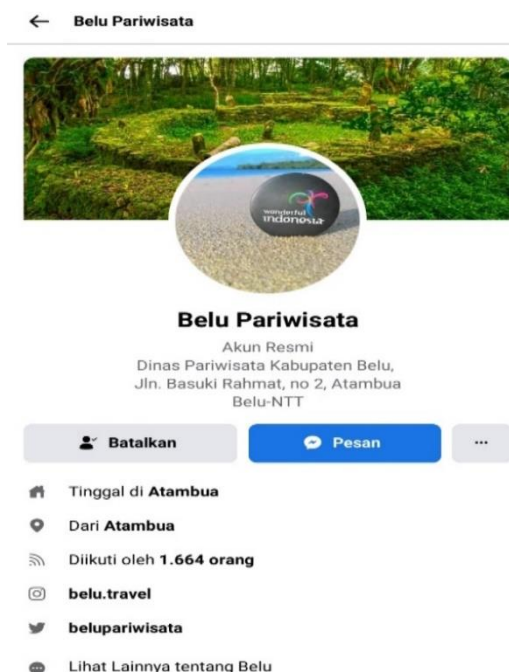 Belu Pariwisata
wonderful
indonesia
Belu Pariwisata
Akun Resmi
Dinas Pariwisata Kabupaten Belu,
Jln. Basuki Rahmat, no 2, Atambua
Belu-NTT
Batalkan
Pesan
Tinggal di Atambua
Dari Atambua
Diikuti oleh 1.664 orang
belu.travel
belupariwisata
Lihat Lainnya tentang Belu